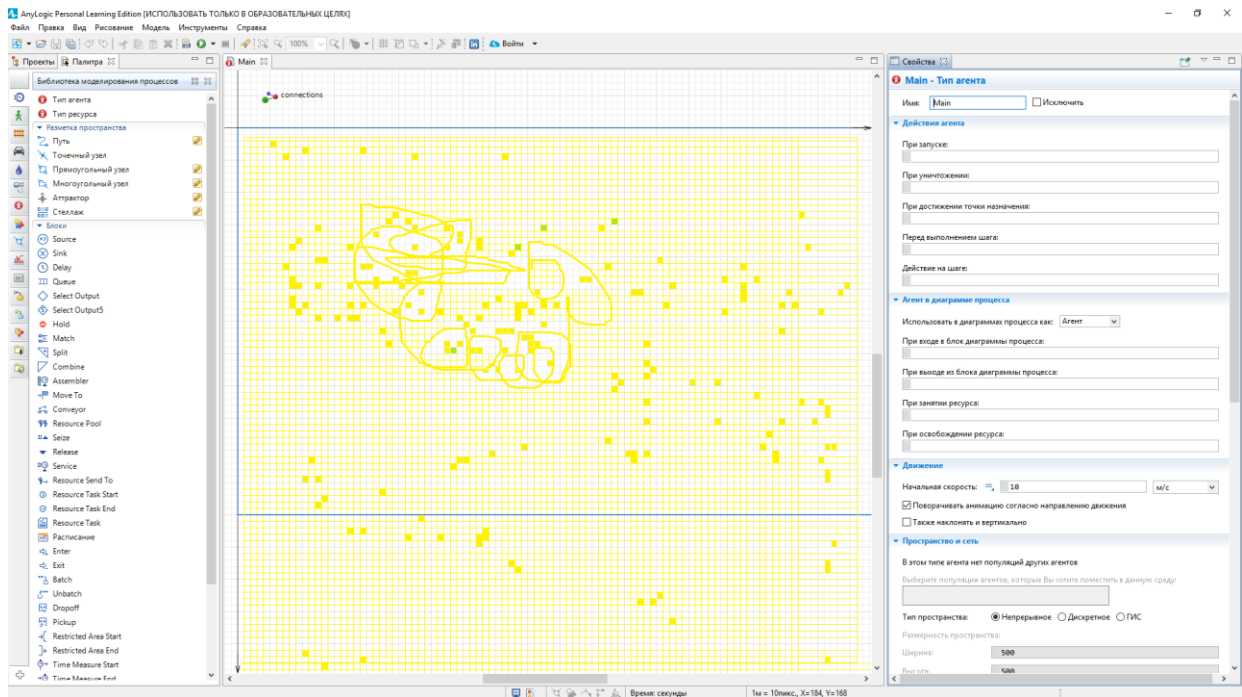 AnyLogic Personal Learning Edition [ИСПОЛЬЗОВАТЬ ТОЛЬКО В ОБРАЗОВАТЕЛЬНЫХ ЦЕЛЯХ]
Файл Правка Вид Рисование Модель Инструменты Справка
100% Войти
Проекты Палитра
Библиотека моделирования процессов
Тип агента
Тип ресурса
Разметка пространства
Путь
Точечный узел
Прямоугольный узел
Многоугольный узел
Аттрактор
Стеллаж
Блоки
Source
Sink
Delay
Queue
Select Output
Select Output5
Hold
Match
Split
Combine
Assembler
Move To
Conveyor
Resource Pool
Seize
Release
Service
Resource Send To
Resource Task Start
Resource Task End
Resource Task
Расписание
Enter
Exit
Batch
Unbatch
Dropoff
Pickup
Restricted Area Start
Restricted Area End
Time Measure Start
Time Measure End
Main
connections
Свойства
Main - Тип агента
Имя: Main Исключить
Действия агента
При запуске:
При уничтожении:
При достижении точки назначения:
Перед выполнением шага:
Действие на шаге:
Агент в диаграмме процесса
Использовать в диаграммах процесса как: Агент
При входе в блок диаграммы процесса:
При выходе из блока диаграммы процесса:
При занятии ресурса:
При освобождении ресурса:
Движение
Начальная скорость: 10 м/с
Поворачивать анимацию согласно направлению движения
Также наклонять и вертикально
Пространство и сеть
В этом типе агента нет популяций других агентов
Выберите популяции агентов, которые Вы хотите поместить в данную среду:
Тип пространства: Непрерывное Дискретное ГИС
Размерность пространства:
Ширина: 500
Высота: 500
Время: секунды 1м = 10пикс., X=184, Y=168